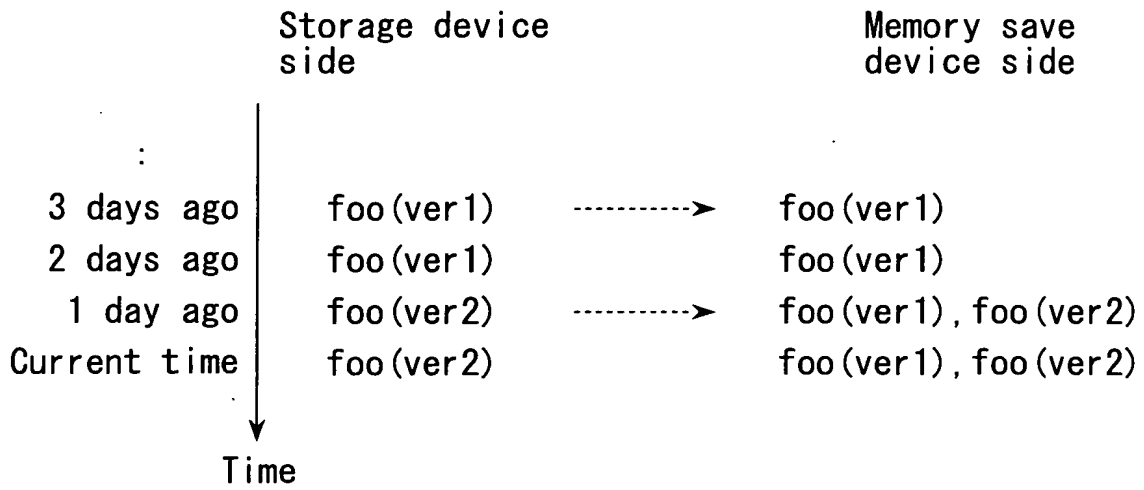 Storage device side
Memory save device side
:
3 days ago foo(ver1) foo(ver1)
2 days ago foo(ver1) foo(ver1)
1 day ago foo(ver2) foo(ver1),foo(ver2)
Current time foo(ver2) foo(ver1),foo(ver2)
Time